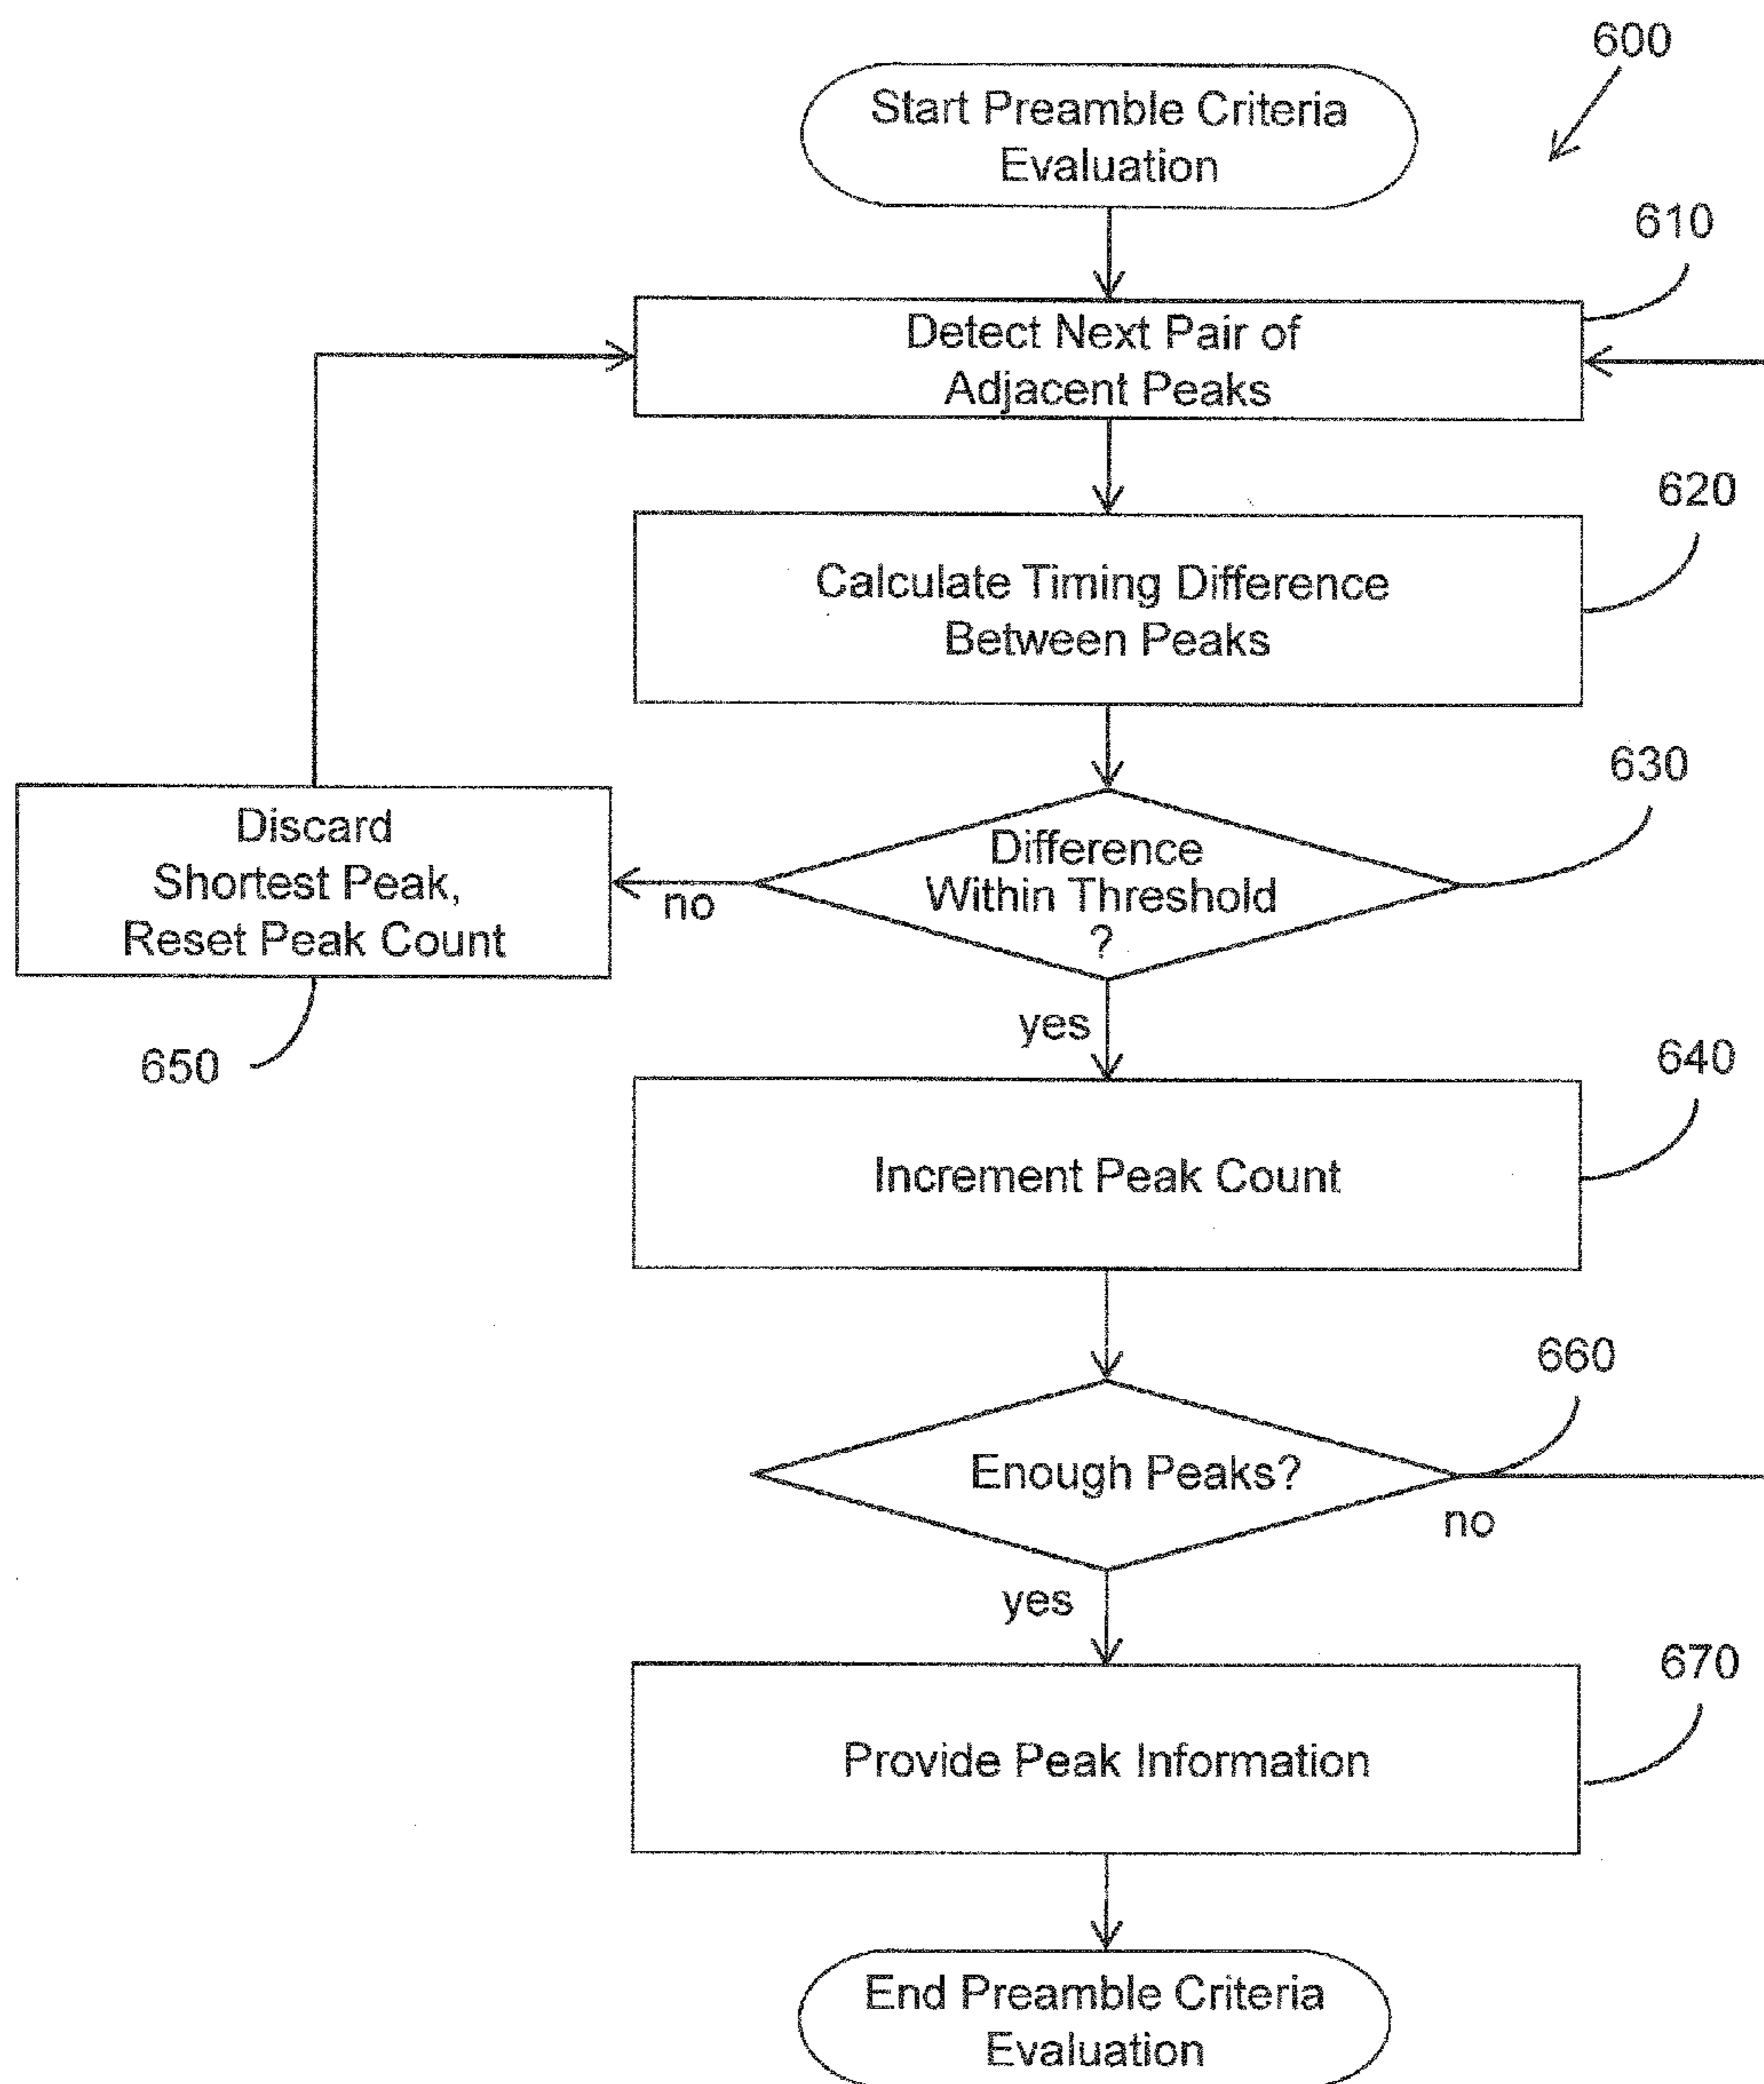 600
Start Preamble Criteria
Evaluation
610
Detect Next Pair of
Adjacent Peaks
620
Calculate Timing Difference
Between Peaks
630
Difference
Within Threshold
?
no
Discard
Shortest Peak,
Reset Peak Count
650
yes
640
Increment Peak Count
660
Enough Peaks?
no
yes
670
Provide Peak Information
End Preamble Criteria
Evaluation